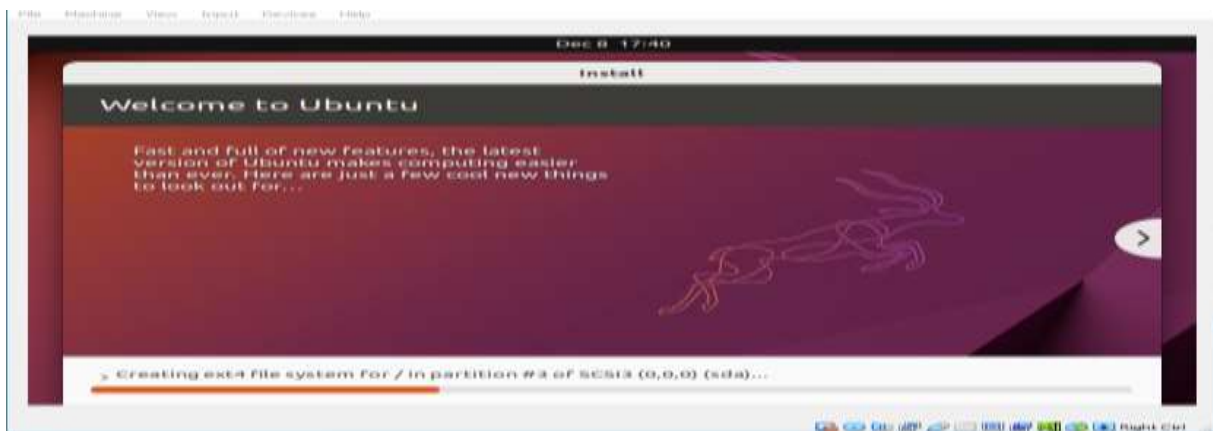 File Machine View Input Devices Help
Dec 8 17:40
Install
Welcome to Ubuntu
Fast and full of new features, the latest
version of Ubuntu makes computing easier
than ever. Here are just a few cool new things
to look out for...
>
> Creating ext4 file system for / in partition #3 of SCSI3 (0,0,0) (sda)...
Right Ctrl